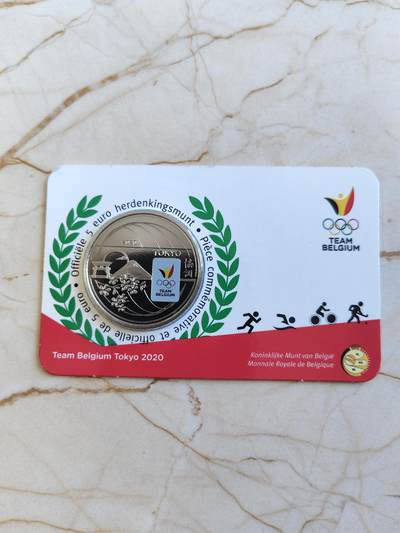 Officiële 5 euro herdenkingsmunt • Pièce commémorative et officielle de 5 euro •
TOKYO
TEAM
BELGIUM
TEAM
BELGIUM
Team Belgium Tokyo 2020
Koninklijke Munt van België
Monnaie Royale de Belgique